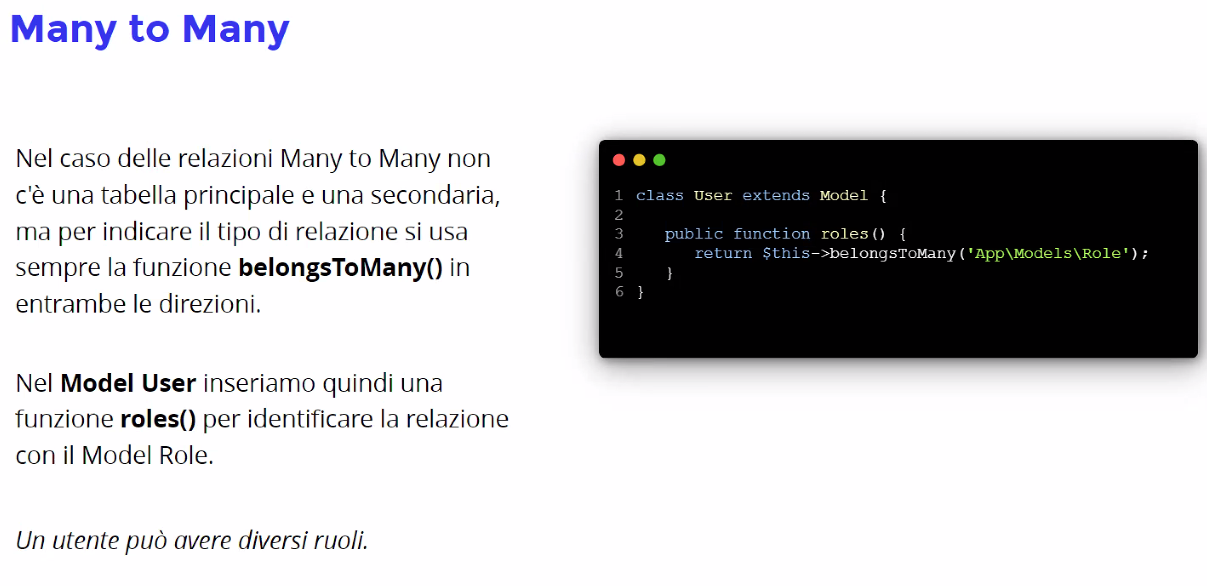 Many to Many
Nel caso delle relazioni Many to Many non
c'è una tabella principale e una secondaria,
ma per indicare il tipo di relazione si usa
sempre la funzione belongsToMany() in
entrambe le direzioni.
Nel Model User inseriamo quindi una
funzione roles() per identificare la relazione
con il Model Role.
Un utente può avere diversi ruoli.
1 class User extends Model {
2
3    public function roles() {
4       return $this->belongsToMany('App\Models\Role');
5    }
6 }